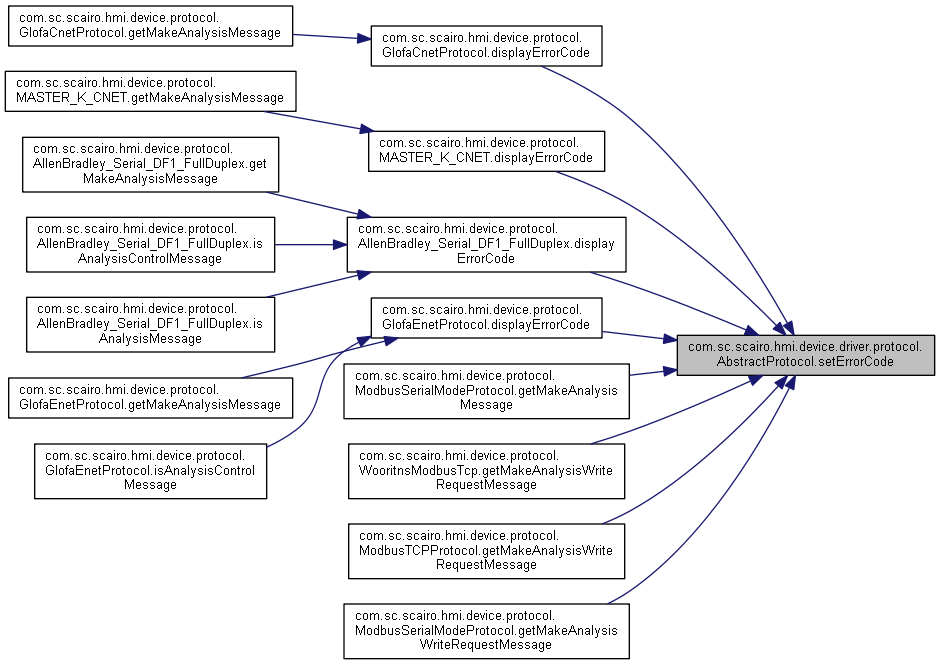 com.sc.scairo.hmi.device.protocol.
GlofaCnetProtocol.getMakeAnalysisMessage
com.sc.scairo.hmi.device.protocol.
GlofaCnetProtocol.displayErrorCode
com.sc.scairo.hmi.device.protocol.
MASTER_K_CNET.getMakeAnalysisMessage
com.sc.scairo.hmi.device.protocol.
MASTER_K_CNET.displayErrorCode
com.sc.scairo.hmi.device.protocol.
AllenBradley_Serial_DF1_FullDuplex.get
MakeAnalysisMessage
com.sc.scairo.hmi.device.protocol.
AllenBradley_Serial_DF1_FullDuplex.is
AnalysisControlMessage
com.sc.scairo.hmi.device.protocol.
AllenBradley_Serial_DF1_FullDuplex.display
ErrorCode
com.sc.scairo.hmi.device.protocol.
AllenBradley_Serial_DF1_FullDuplex.is
AnalysisMessage
com.sc.scairo.hmi.device.protocol.
GlofaEnetProtocol.displayErrorCode
com.sc.scairo.hmi.device.driver.protocol.
AbstractProtocol.setErrorCode
com.sc.scairo.hmi.device.protocol.
GlofaEnetProtocol.getMakeAnalysisMessage
com.sc.scairo.hmi.device.protocol.
ModbusSerialModeProtocol.getMakeAnalysis
Message
com.sc.scairo.hmi.device.protocol.
GlofaEnetProtocol.isAnalysisControl
Message
com.sc.scairo.hmi.device.protocol.
WooritnsModbusTcp.getMakeAnalysisWrite
RequestMessage
com.sc.scairo.hmi.device.protocol.
ModbusTCPProtocol.getMakeAnalysisWrite
RequestMessage
com.sc.scairo.hmi.device.protocol.
ModbusSerialModeProtocol.getMakeAnalysis
WriteRequestMessage